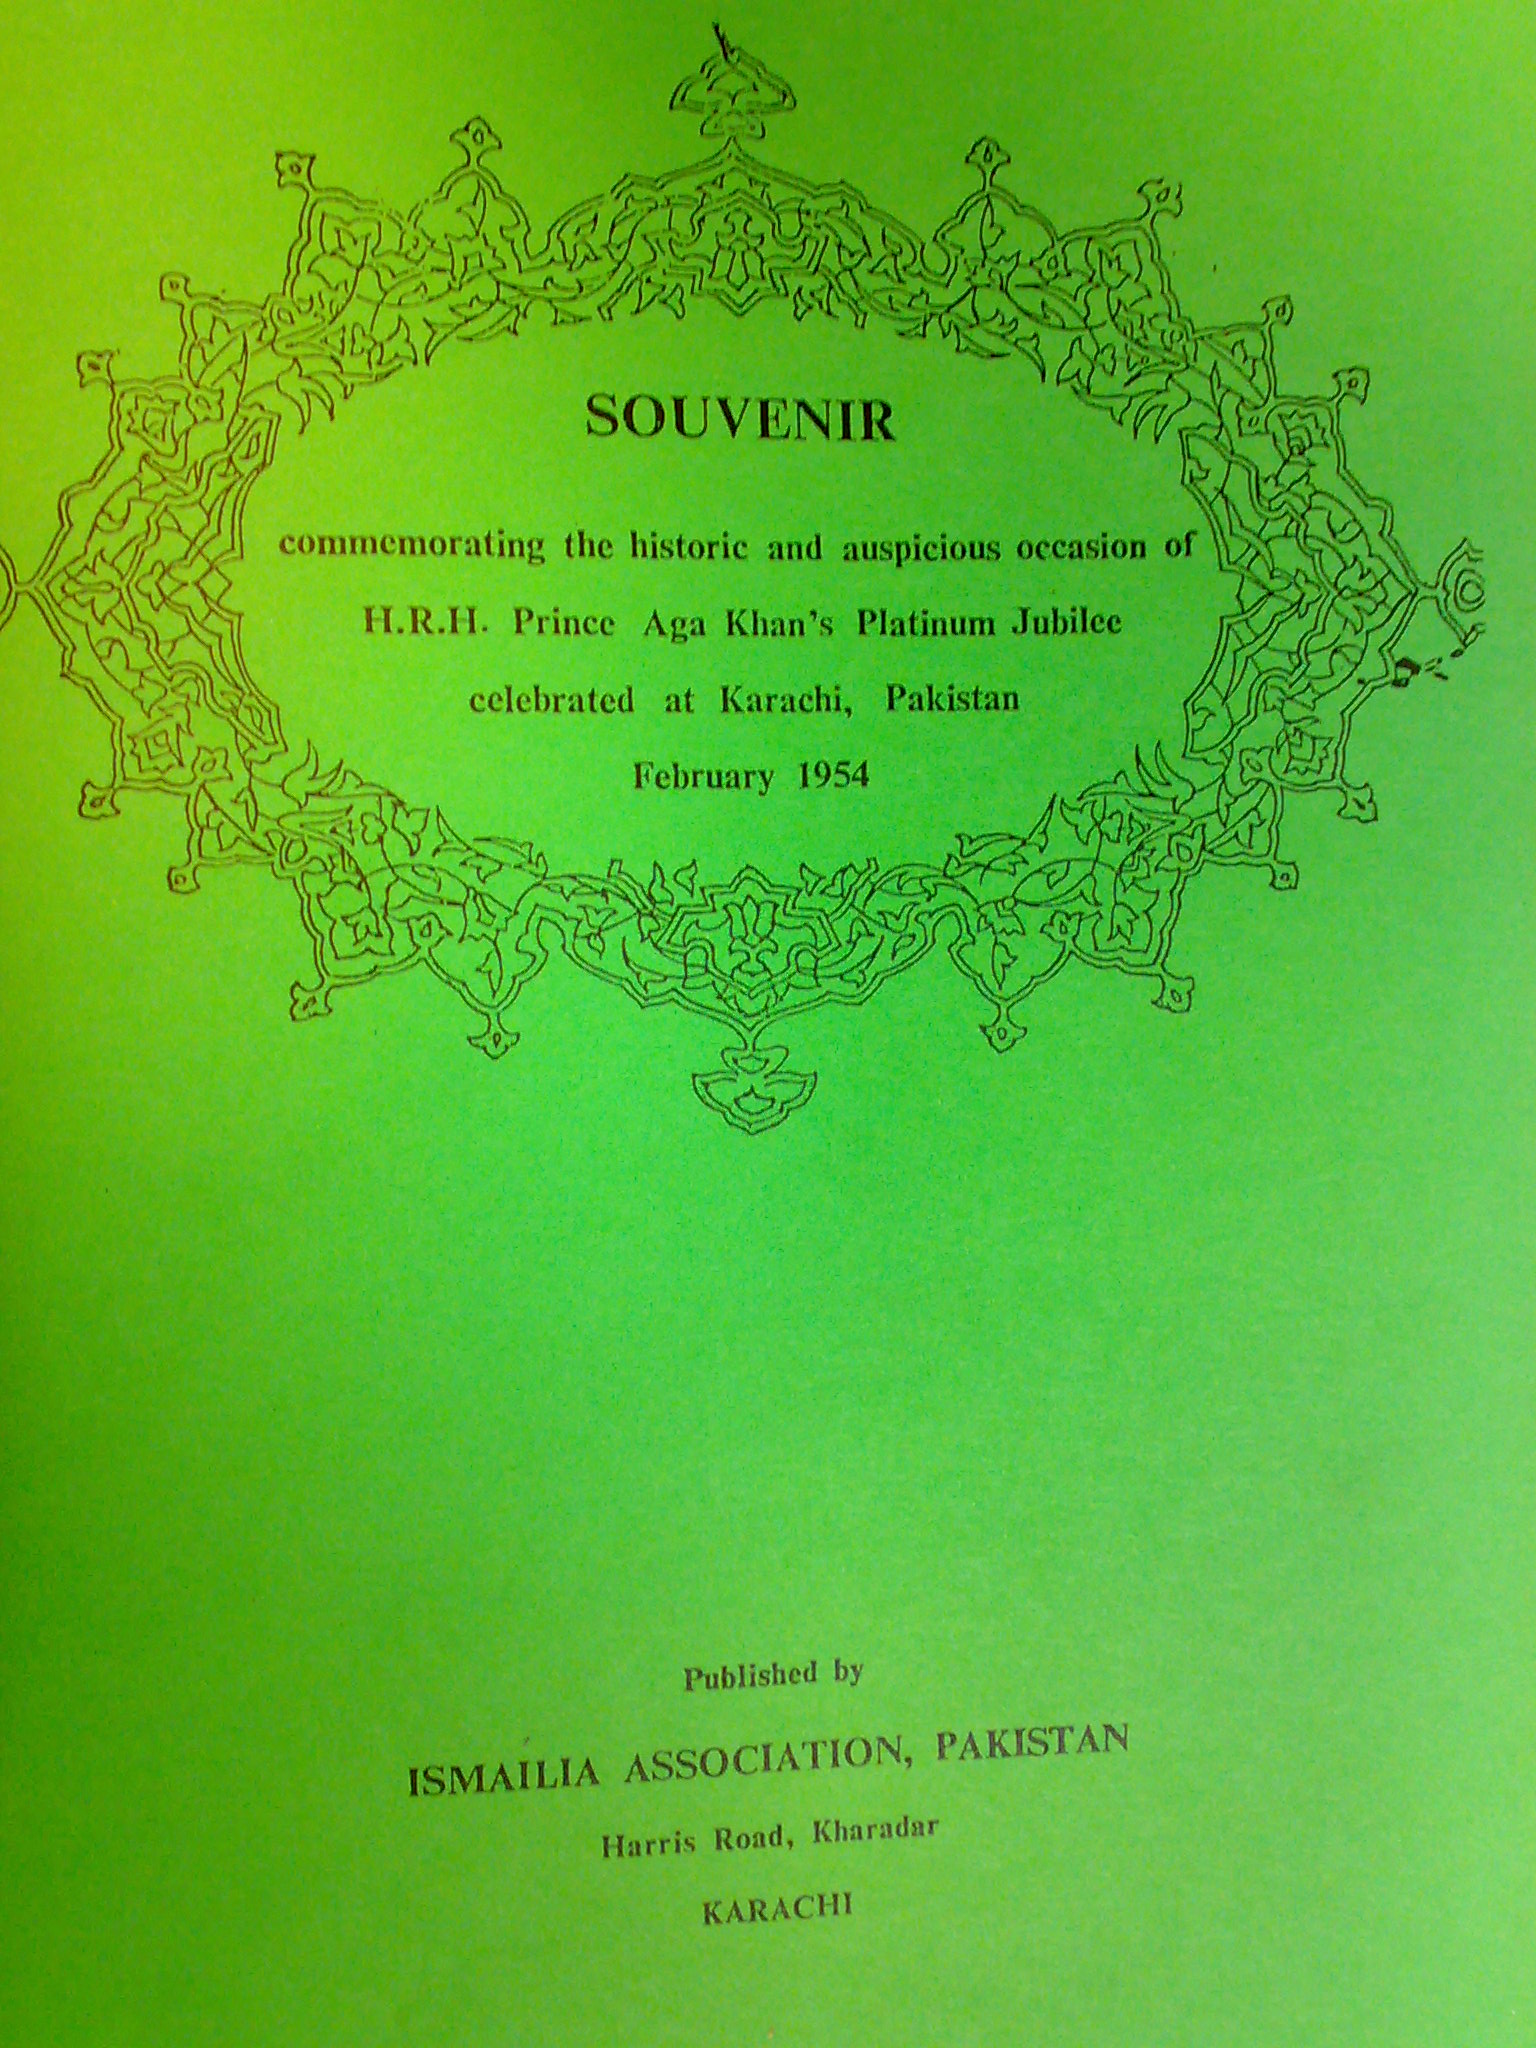 SOUVENIR
commemorating the historic and auspicious occasion of
H.R.H. Prince Aga Khan's Platinum Jubilee
celebrated at Karachi, Pakistan
February 1954
Published by
ISMAÍLIA ASSOCIATION, PAKISTAN
Harris Road, Kharadar
KARACHI